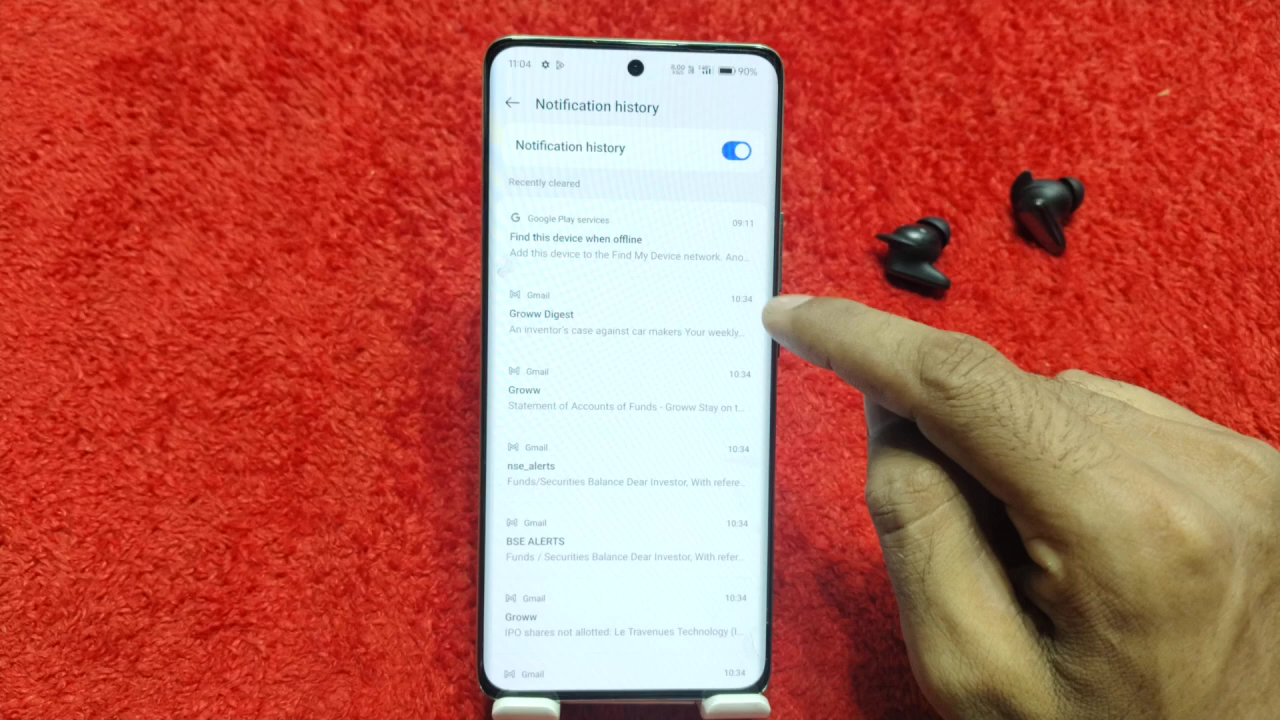 11:04 90%
Notification history
Notification history
Recently cleared
Google Play services 09:11
Find this device when offline
Add this device to the Find My Device network. Ano...
Gmail 10:34
Groww Digest
An inventor's case against car makers Your weekly...
Gmail 10:34
Groww
Statement of Accounts of Funds - Groww Stay on t...
Gmail 10:34
nse_alerts
Funds/Securities Balance Dear Investor, With refere...
Gmail 10:34
BSE ALERTS
Funds / Securities Balance Dear Investor, With refer...
Gmail 10:34
Groww
IPO shares not allotted: Le Travenues Technology (I...
Gmail 10:34